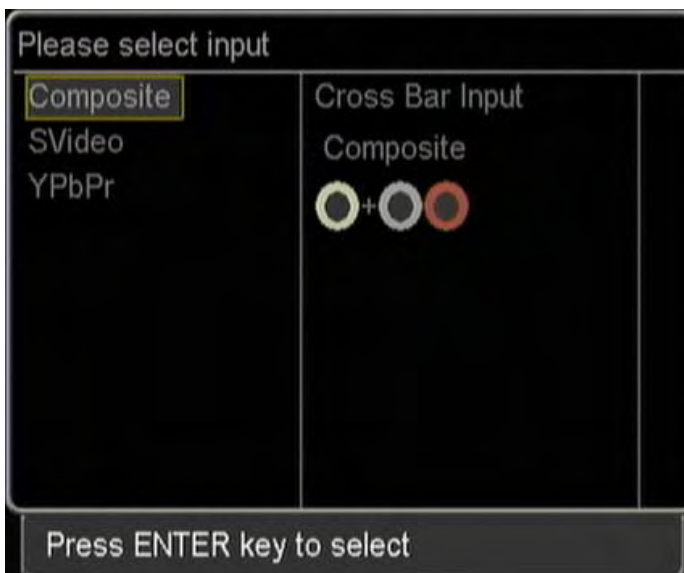 Please select input
Composite
SVideo
YPbPr
Cross Bar Input
Composite
+
Press ENTER key to select